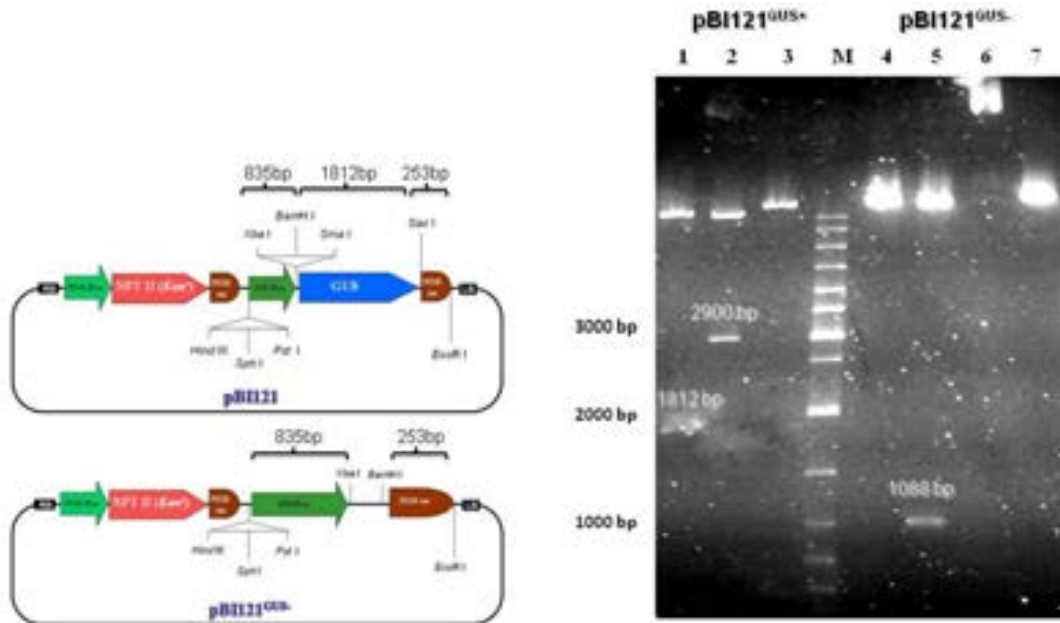 835bp 1812bp 253bp
BamH I
Xba I Sma I Sac I
NPT II (Kanʳ) GUS
Hind III Sph I Pst I EcoR I
pBI121
835bp 253bp
Xba I BamH I
NPT II (Kanʳ)
Hind III Sph I Pst I EcoR I
pBI121ᴳᵁˢ⁻
pBI121ᴳᵁˢ⁺ pBI121ᴳᵁˢ⁻
1 2 3 M 4 5 6 7
2900 bp
3000 bp
1812 bp
2000 bp
1088 bp
1000 bp